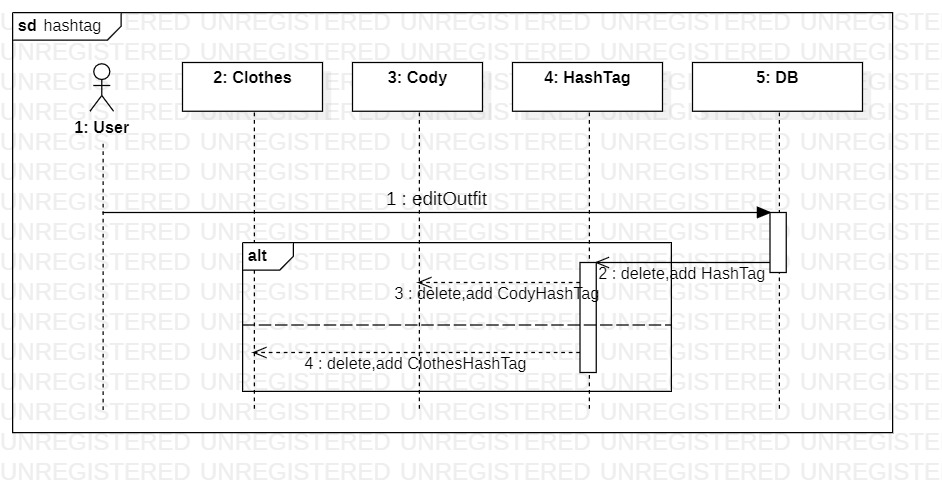 sd hashtag
1: User
2: Clothes
3: Cody
4: HashTag
5: DB
1 : editOutfit
alt
2 : delete,add HashTag
3 : delete,add CodyHashTag
4 : delete,add ClothesHashTag
UNREGISTERED UNREGISTERED UNREGISTERED UNREGISTERED UNREGISTE